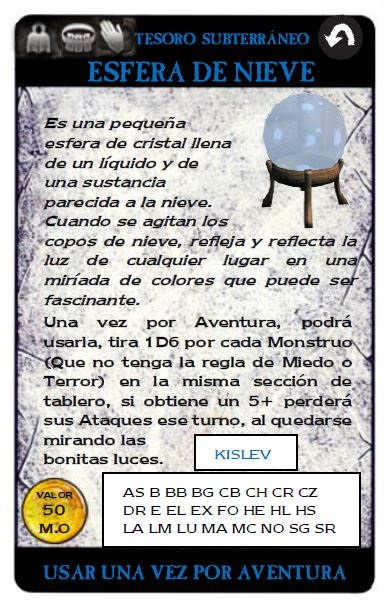 TESORO SUBTERRÁNEO
ESFERA DE NIEVE
Es una pequeña
esfera de cristal llena
de un líquido y de
una sustancia
parecida a la nieve.
Cuando se agitan los
copos de nieve, refleja y reflecta la
luz de cualquier lugar en una
miríada de colores que puede ser
fascinante.
Una vez por Aventura, podrá
usarla, tira 1D6 por cada Monstruo
(Que no tenga la regla de Miedo o
Terror) en la misma sección de
tablero, si obtiene un 5+ perderá
sus Ataques ese turno, al quedarse
mirando las
bonitas luces.
KISLEV
VALOR
50
M.O
AS B BB BG CB CH CR CZ
DR E EL EX FO HE HL HS
LA LM LU MA MC NO SG SR
USAR UNA VEZ POR AVENTURA